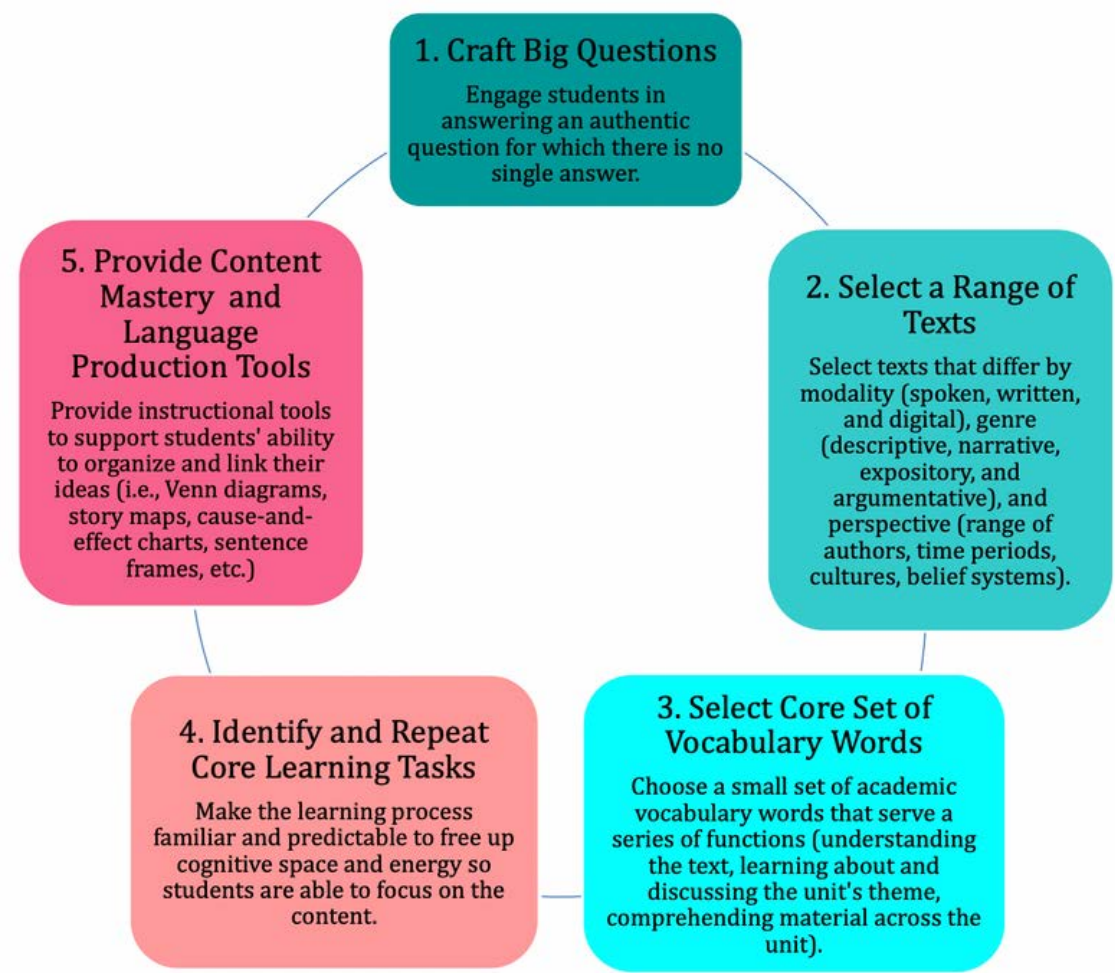 1. Craft Big Questions
Engage students in
answering an authentic
question for which there is no
single answer.
2. Select a Range of
Texts
Select texts that differ by
modality (spoken, written,
and digital), genre
(descriptive, narrative,
expository, and
argumentative), and
perspective (range of
authors, time periods,
cultures, belief systems).
3. Select Core Set of
Vocabulary Words
Choose a small set of academic
vocabulary words that serve a
series of functions (understanding
the text, learning about and
discussing the unit's theme,
comprehending material across the
unit).
4. Identify and Repeat
Core Learning Tasks
Make the learning process
familiar and predictable to free up
cognitive space and energy so
students are able to focus on the
content.
5. Provide Content
Mastery and
Language
Production Tools
Provide instructional tools
to support students' ability
to organize and link their
ideas (i.e., Venn diagrams,
story maps, cause-and-
effect charts, sentence
frames, etc.)